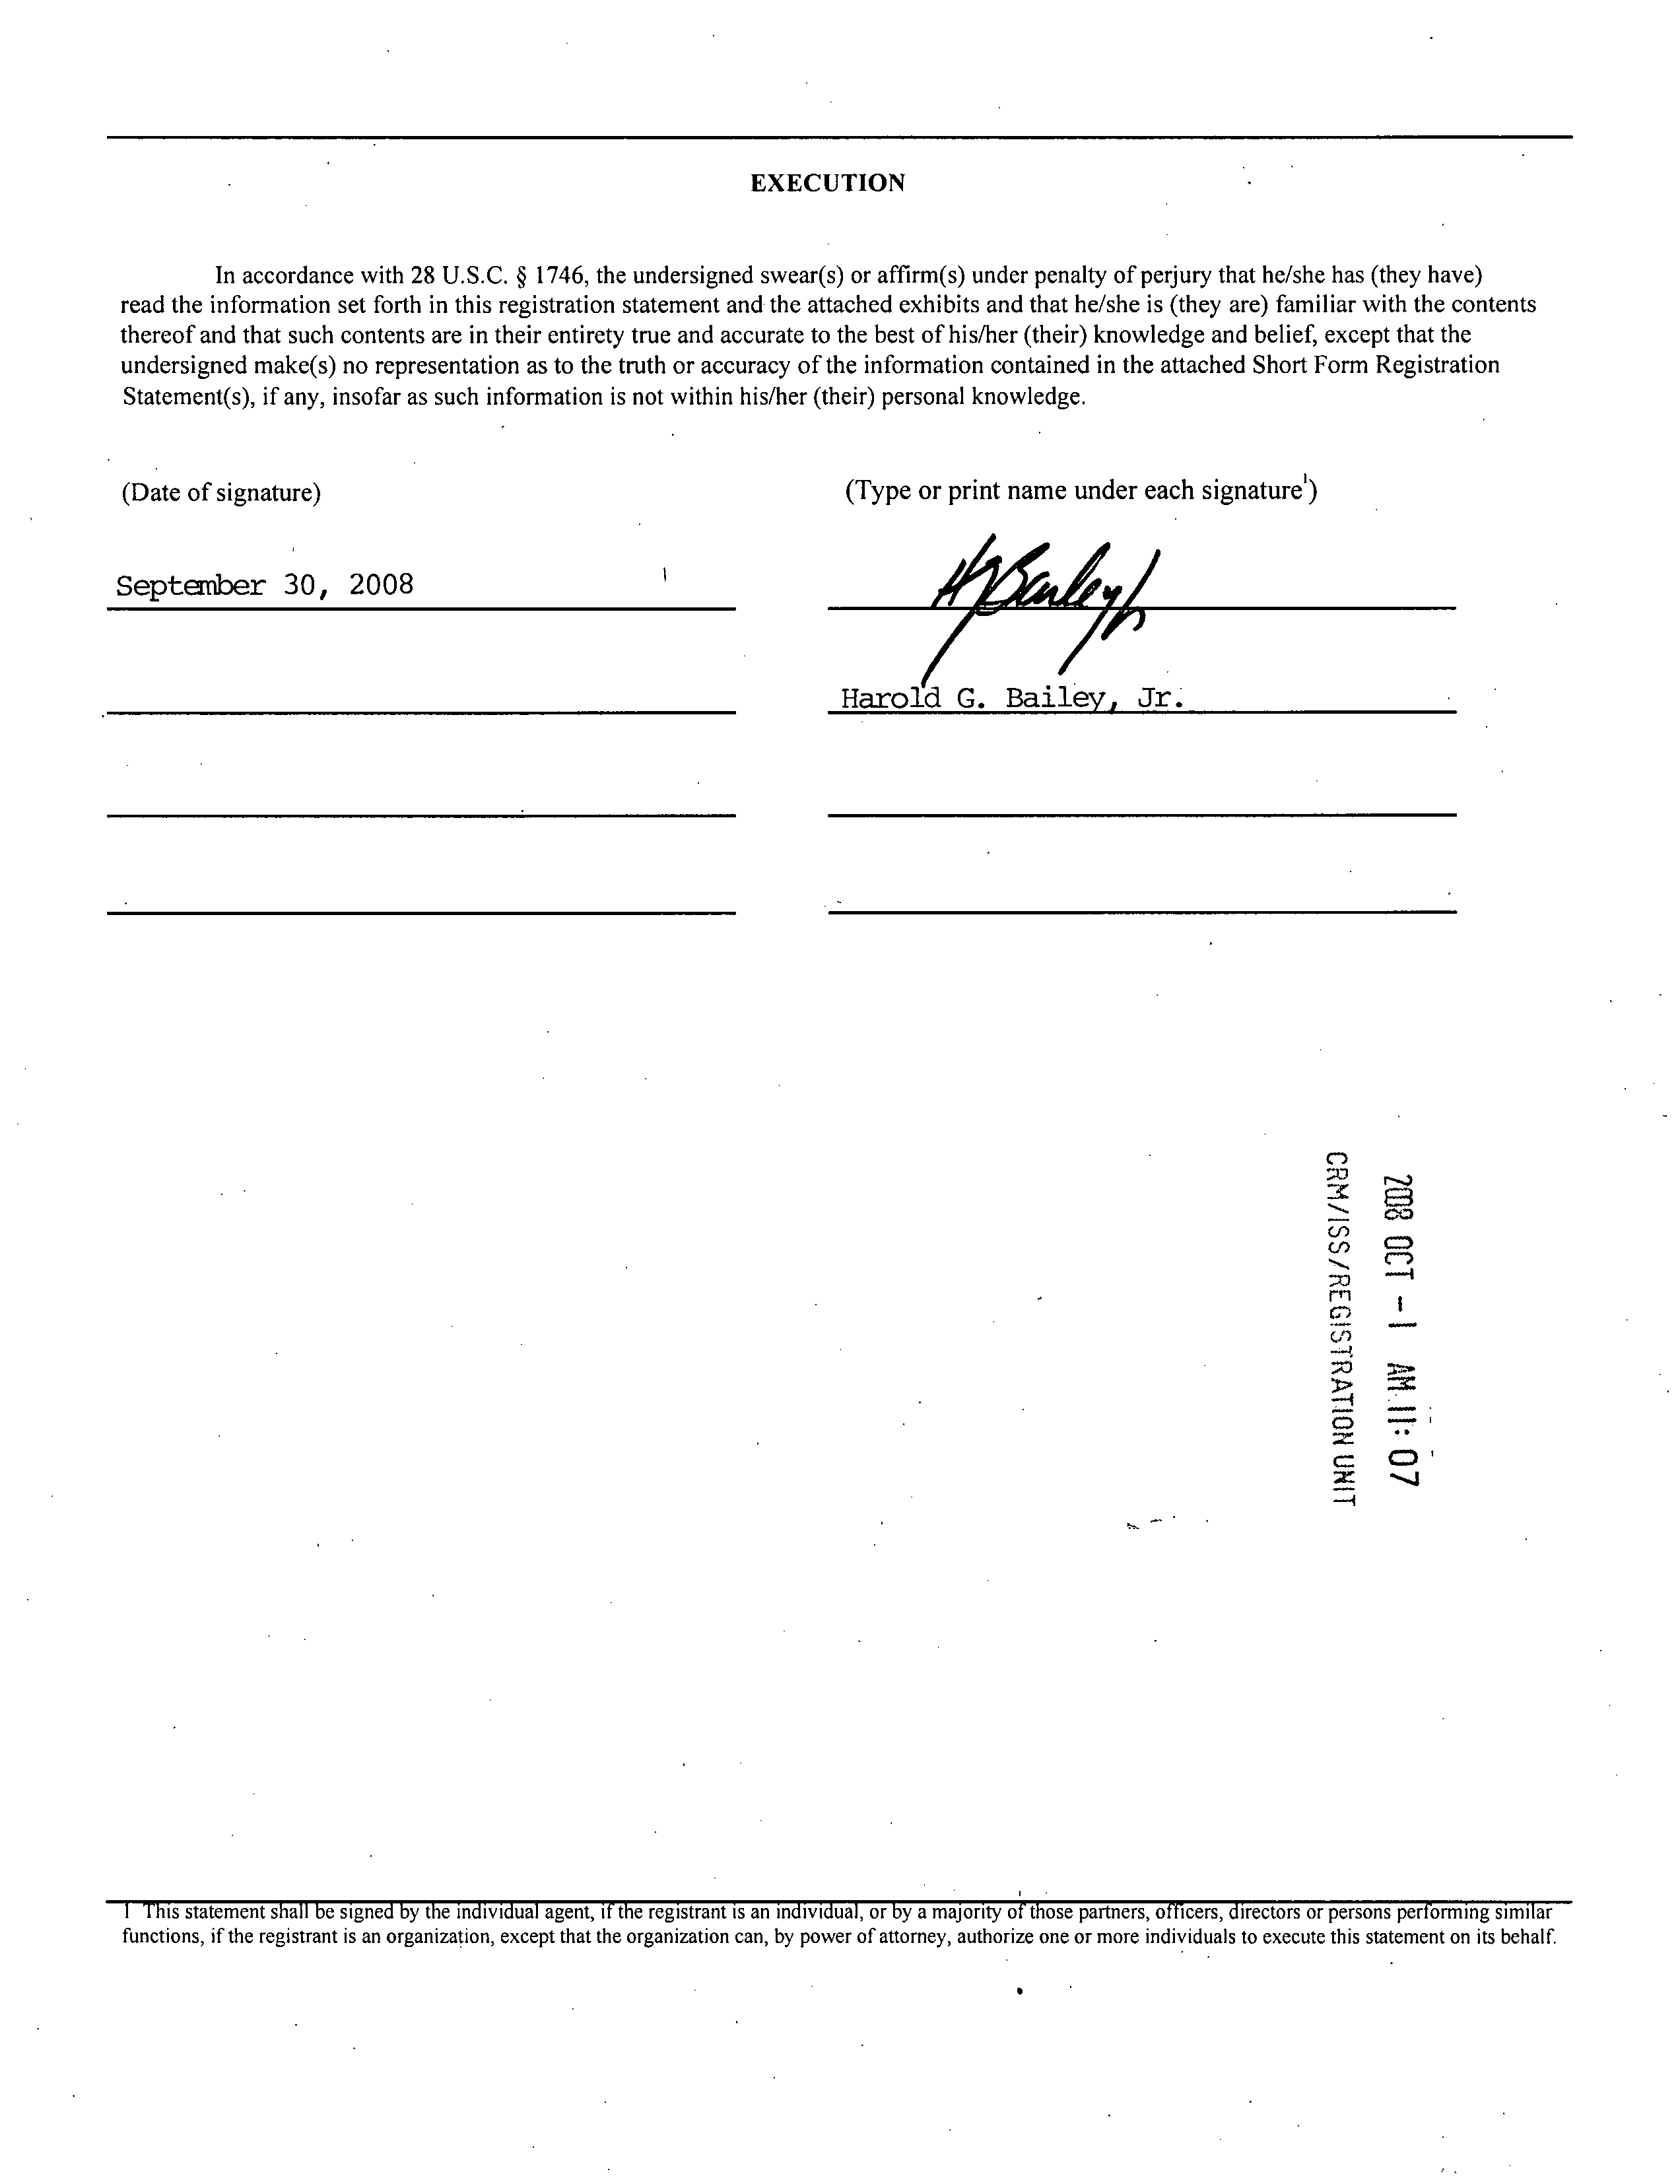 EXECUTION
In accordance with 28 U.S.C. § 1746, the undersigned swear(s) or affirm(s) under penalty of perjury that he/she has (they have)
read the information set forth in this registration statement and the attached exhibits and that he/she is (they are) familiar with the contents
thereof and that such contents are in their entirety true and accurate to the best of his/her (their) knowledge and belief, except that the
undersigned make(s) no representation as to the truth or accuracy of the information contained in the attached Short Form Registration
Statement(s), if any, insofar as such information is not within his/her (their) personal knowledge.
(Date of signature)
(Type or print name under each signature¹)
September 30, 2008
HGBailey Jr
Harold G. Bailey, Jr.
2008 OCT -1 AM 11:07
CRM/ISS/REGISTRATION UNIT
1 This statement shall be signed by the individual agent, if the registrant is an individual, or by a majority of those partners, officers, directors or persons performing similar
functions, if the registrant is an organization, except that the organization can, by power of attorney, authorize one or more individuals to execute this statement on its behalf.